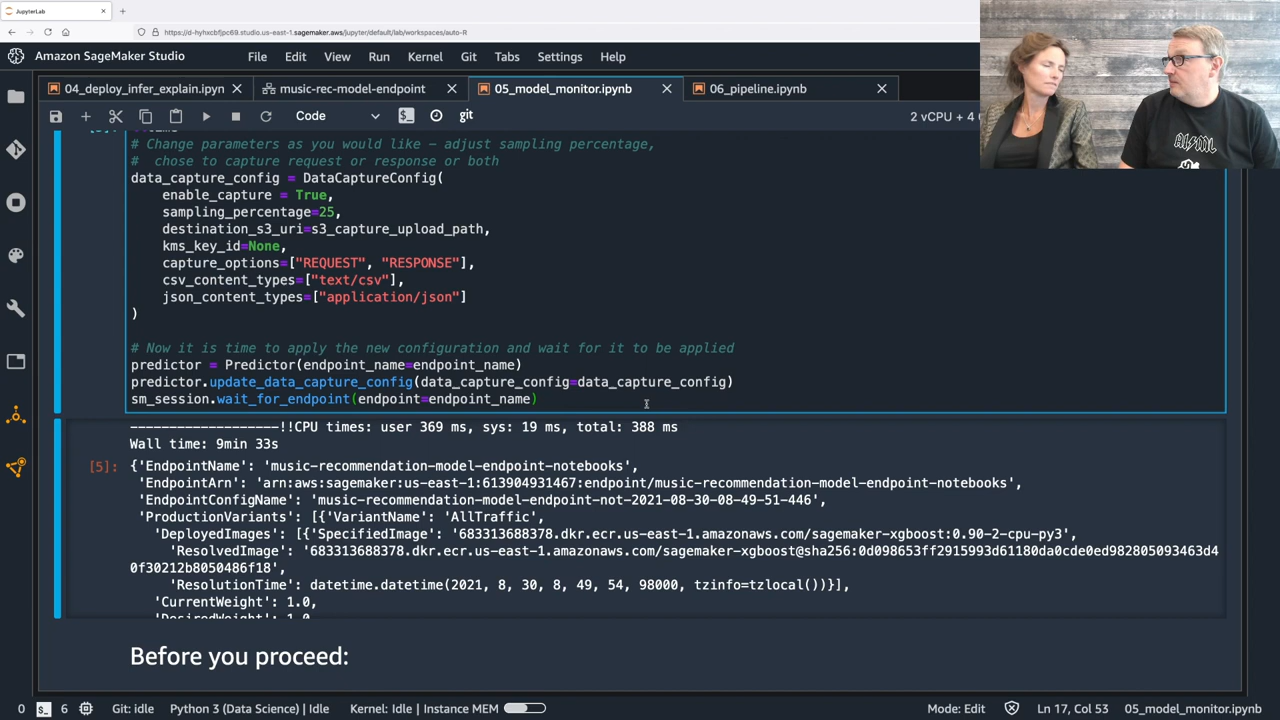 JupyterLab
https://d-hyhxcbfjpc69.studio.us-east-1.sagemaker.aws/jupyter/default/lab/workspaces/auto-R
Amazon SageMaker Studio File Edit View Run Kernel Git Tabs Settings Help
04_deploy_infer_explain.ipyn music-rec-model-endpoint 05_model_monitor.ipynb 06_pipeline.ipynb
Code git 2 vCPU + 4
# Change parameters as you would like – adjust sampling percentage,
#  chose to capture request or response or both
data_capture_config = DataCaptureConfig(
    enable_capture = True,
    sampling_percentage=25,
    destination_s3_uri=s3_capture_upload_path,
    kms_key_id=None,
    capture_options=["REQUEST", "RESPONSE"],
    csv_content_types=["text/csv"],
    json_content_types=["application/json"]
)
# Now it is time to apply the new configuration and wait for it to be applied
predictor = Predictor(endpoint_name=endpoint_name)
predictor.update_data_capture_config(data_capture_config=data_capture_config)
sm_session.wait_for_endpoint(endpoint=endpoint_name)
-------------------!!CPU times: user 369 ms, sys: 19 ms, total: 388 ms
Wall time: 9min 33s
[5]: {'EndpointName': 'music-recommendation-model-endpoint-notebooks',
'EndpointArn': 'arn:aws:sagemaker:us-east-1:613904931467:endpoint/music-recommendation-model-endpoint-notebooks',
'EndpointConfigName': 'music-recommendation-model-endpoint-not-2021-08-30-08-49-51-446',
'ProductionVariants': [{'VariantName': 'AllTraffic',
'DeployedImages': [{'SpecifiedImage': '683313688378.dkr.ecr.us-east-1.amazonaws.com/sagemaker-xgboost:0.90-2-cpu-py3',
'ResolvedImage': '683313688378.dkr.ecr.us-east-1.amazonaws.com/sagemaker-xgboost@sha256:0d098653ff2915993d61180da0cde0ed982805093463d4
0f30212b8050486f18',
'ResolutionTime': datetime.datetime(2021, 8, 30, 8, 49, 54, 98000, tzinfo=tzlocal())}],
'CurrentWeight': 1.0,
'DesiredWeight': 1.0
Before you proceed:
0 6 Git: idle Python 3 (Data Science) | Idle Kernel: Idle | Instance MEM Mode: Edit Ln 17, Col 53 05_model_monitor.ipynb
AI/ML